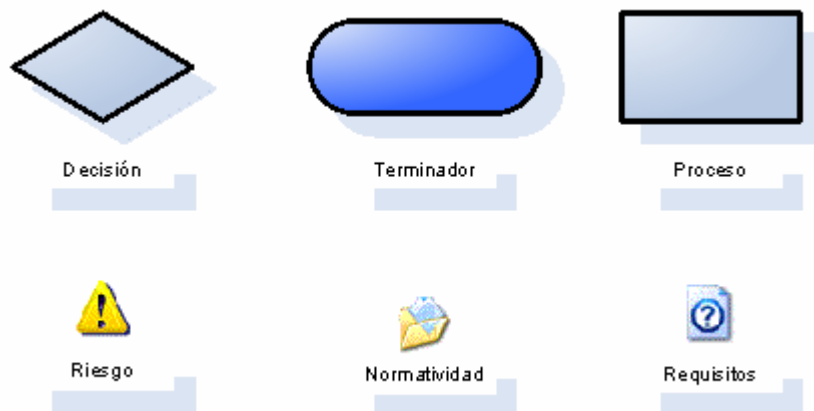 Decisión
Terminador
Proceso
Riesgo
Normatividad
Requisitos